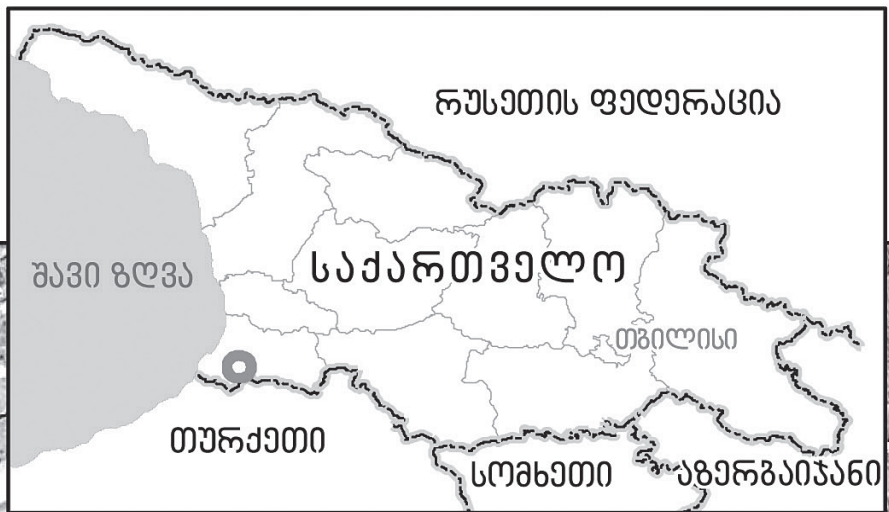 რუსეთის ფედერაცია
შავი ზღვა
საქართველო
თბილისი
თურქეთი
სომხეთი
აზერბაიჯანი